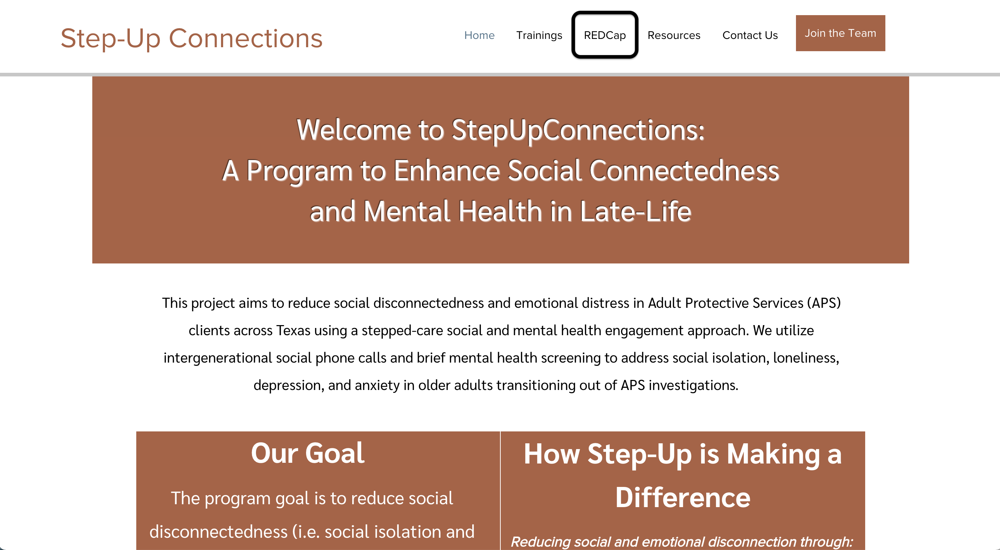 Step-Up Connections
Home
Trainings
REDCap
Resources
Contact Us
Join the Team
Welcome to StepUpConnections:
A Program to Enhance Social Connectedness
and Mental Health in Late-Life
This project aims to reduce social disconnectedness and emotional distress in Adult Protective Services (APS)
clients across Texas using a stepped-care social and mental health engagement approach. We utilize
intergenerational social phone calls and brief mental health screening to address social isolation, loneliness,
depression, and anxiety in older adults transitioning out of APS investigations.
Our Goal
The program goal is to reduce social
disconnectedness (i.e. social isolation and
How Step-Up is Making a
Difference
Reducing social and emotional disconnection through: